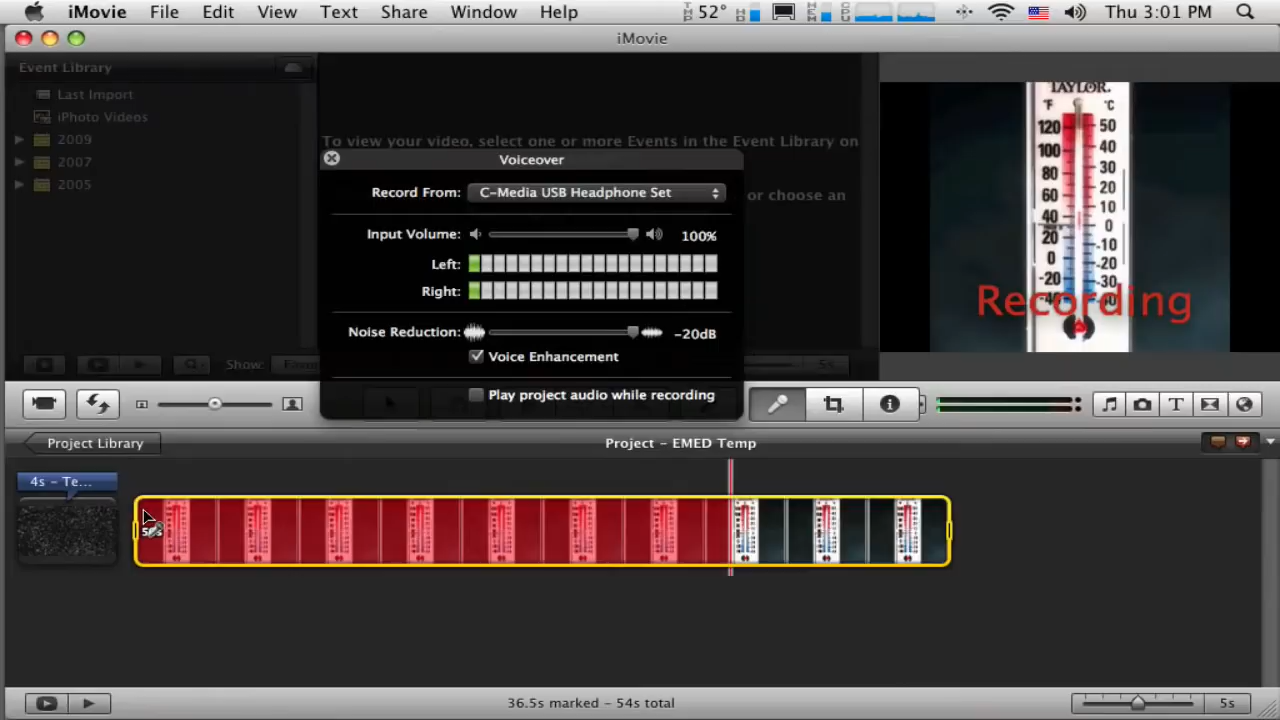 iMovie File Edit View Text Share Window Help 52° Thu 3:01 PM
iMovie
Event Library
Last Import
iPhoto Videos
2009
2007
2005
To view your video, select one or more Events in the Event Library on
or choose an
Voiceover
Record From: C-Media USB Headphone Set
Input Volume: 100%
Left:
Right:
Noise Reduction: -20dB
Voice Enhancement
Play project audio while recording
Show:
5s
TAYLOR.
°F °C
120 50
100 40
80 30
60 20
40 10
20 0
0 -10
-20 -20
-40 -30
Recording
Project Library
Project - EMED Temp
4s - Te...
36.5s marked - 54s total
5s